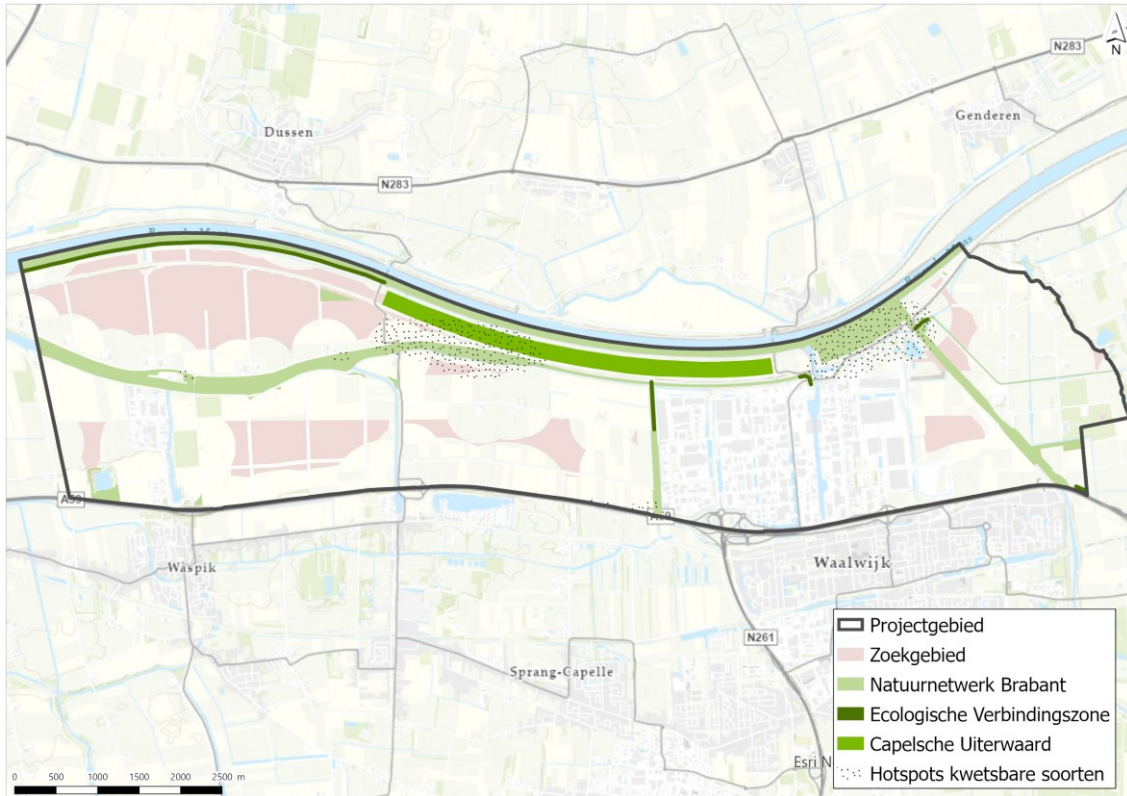 N
N283
Genderen
Dussen
N283
A59
Waspik
Waalwijk
N261
Sprang-Capelle
Esri N
Projectgebied
Zoekgebied
Natuurnetwerk Brabant
Ecologische Verbindingszone
Capelsche Uiterwaard
Hotspots kwetsbare soorten
0 500 1000 1500 2000 2500 m